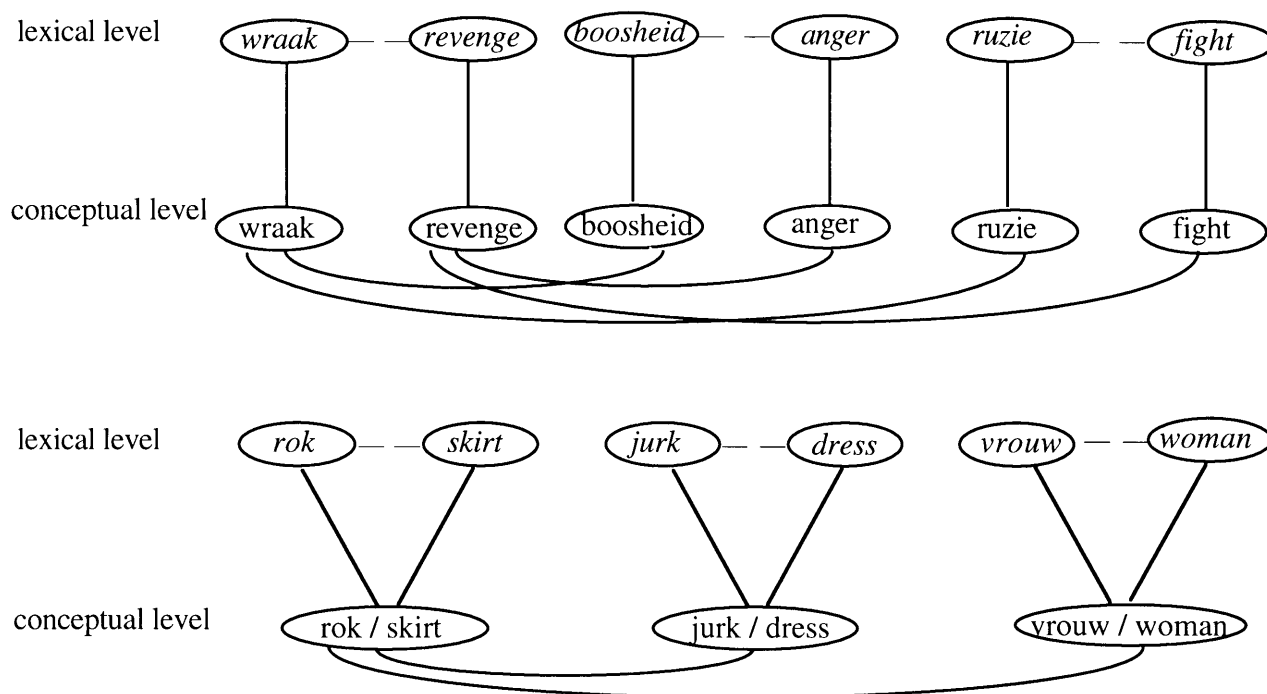 lexical level wraak revenge boosheid anger ruzie fight
conceptual level wraak revenge boosheid anger ruzie fight
lexical level rok skirt jurk dress vrouw woman
conceptual level rok / skirt jurk / dress vrouw / woman